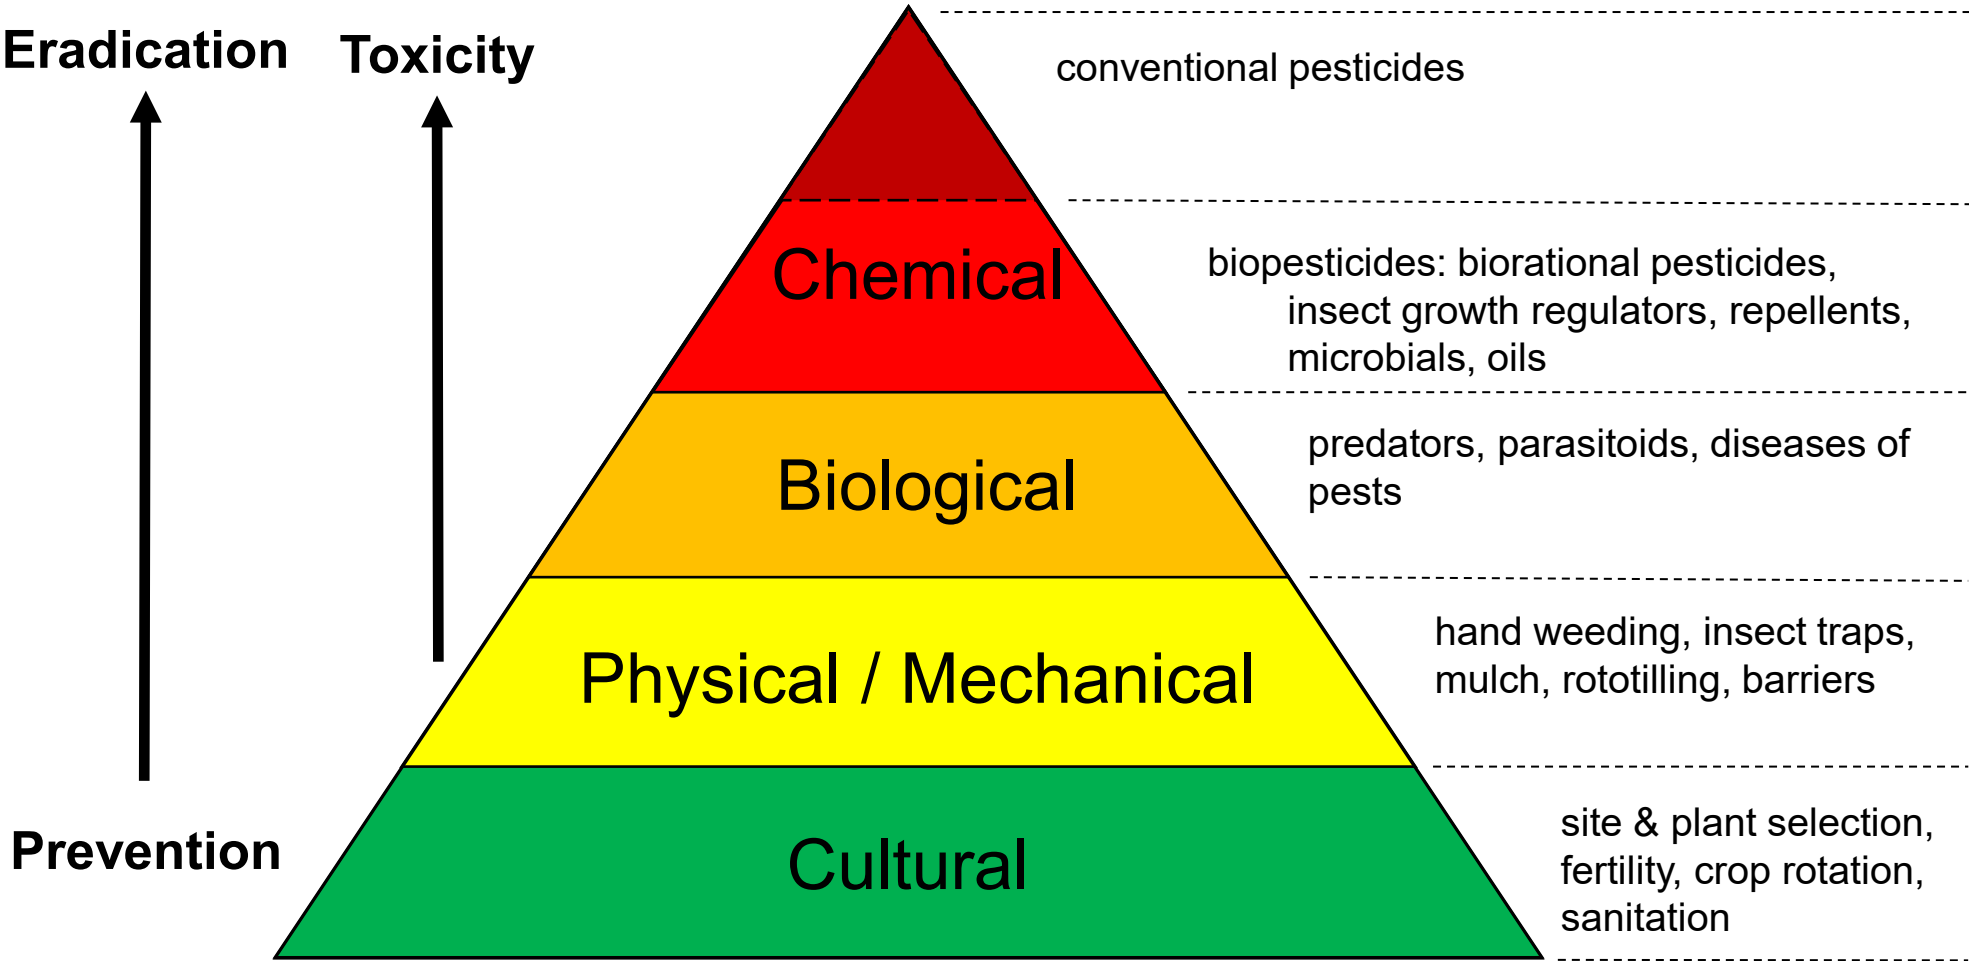 Eradication
Toxicity
conventional pesticides
Chemical
biopesticides: biorational pesticides,
insect growth regulators, repellents,
microbials, oils
Biological
predators, parasitoids, diseases of
pests
Physical / Mechanical
hand weeding, insect traps,
mulch, rototilling, barriers
Prevention
Cultural
site & plant selection,
fertility, crop rotation,
sanitation